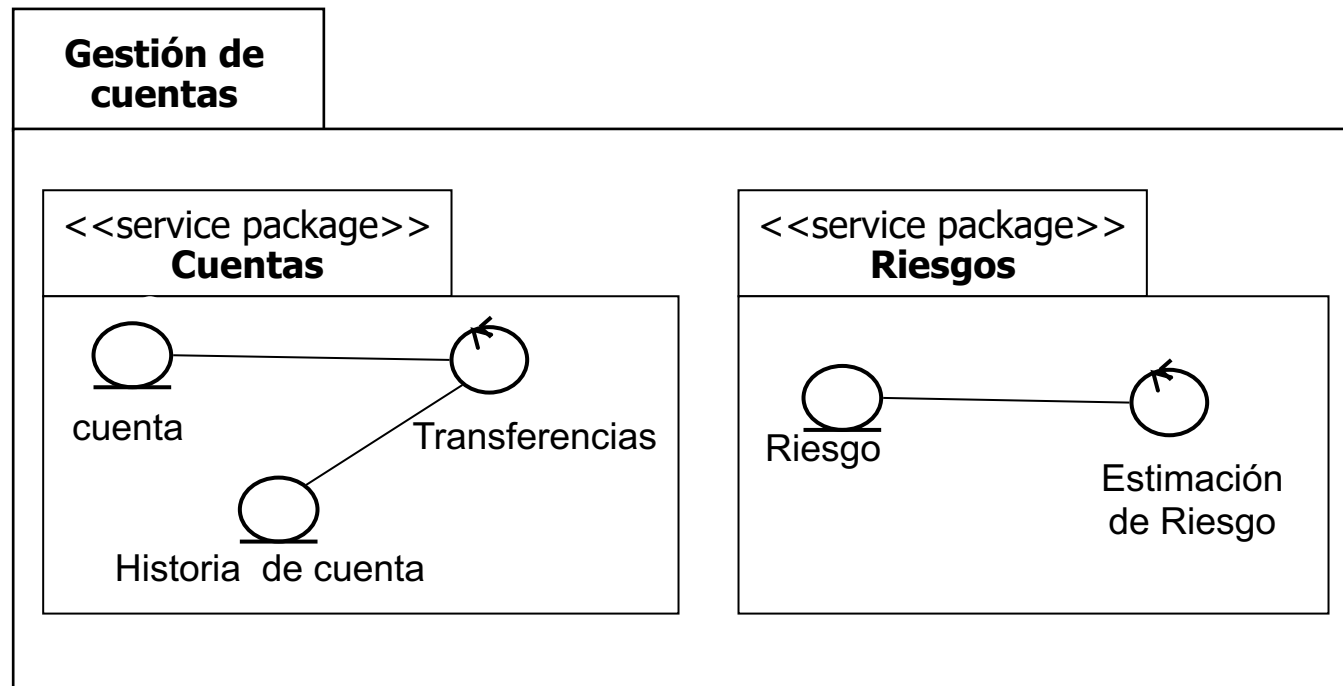 Gestión de
cuentas
<<service package>>
Cuentas
cuenta
Transferencias
Historia de cuenta
<<service package>>
Riesgos
Riesgo
Estimación
de Riesgo